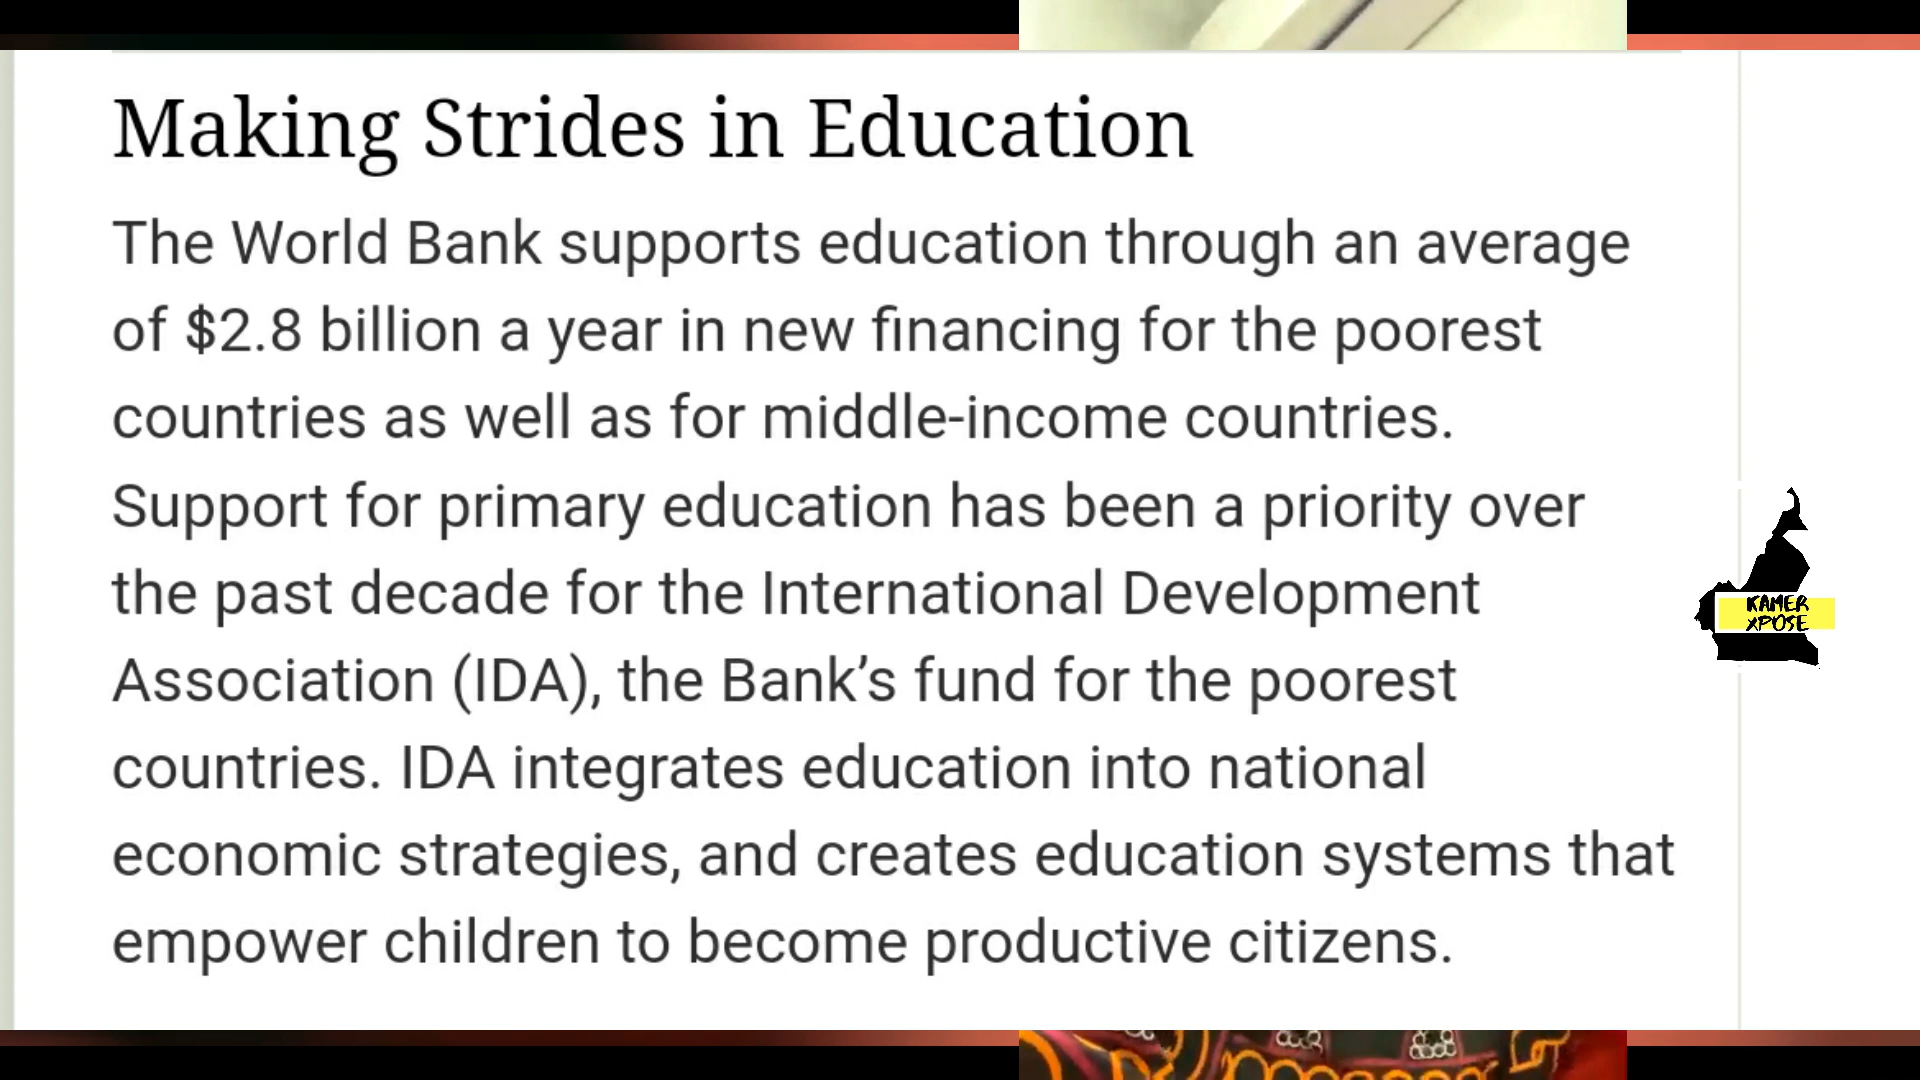 Making Strides in Education
The World Bank supports education through an average
of $2.8 billion a year in new financing for the poorest
countries as well as for middle-income countries.
Support for primary education has been a priority over
the past decade for the International Development
Association (IDA), the Bank’s fund for the poorest
countries. IDA integrates education into national
economic strategies, and creates education systems that
empower children to become productive citizens.
KAMER
XPOSE